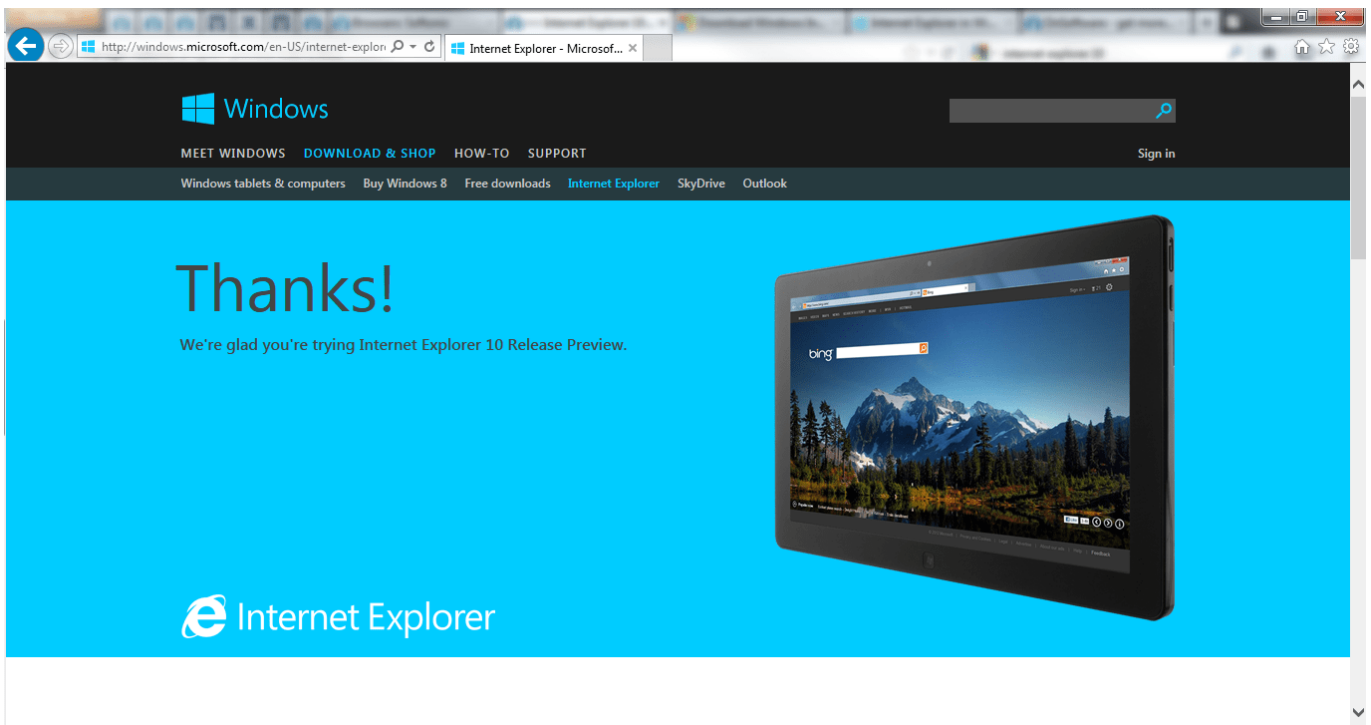 http://windows.microsoft.com/en-US/internet-explor
Internet Explorer - Microsof...
Windows
MEET WINDOWS DOWNLOAD & SHOP HOW-TO SUPPORT
Sign in
Windows tablets & computers Buy Windows 8 Free downloads Internet Explorer SkyDrive Outlook
Thanks!
We're glad you're trying Internet Explorer 10 Release Preview.
bing
Internet Explorer